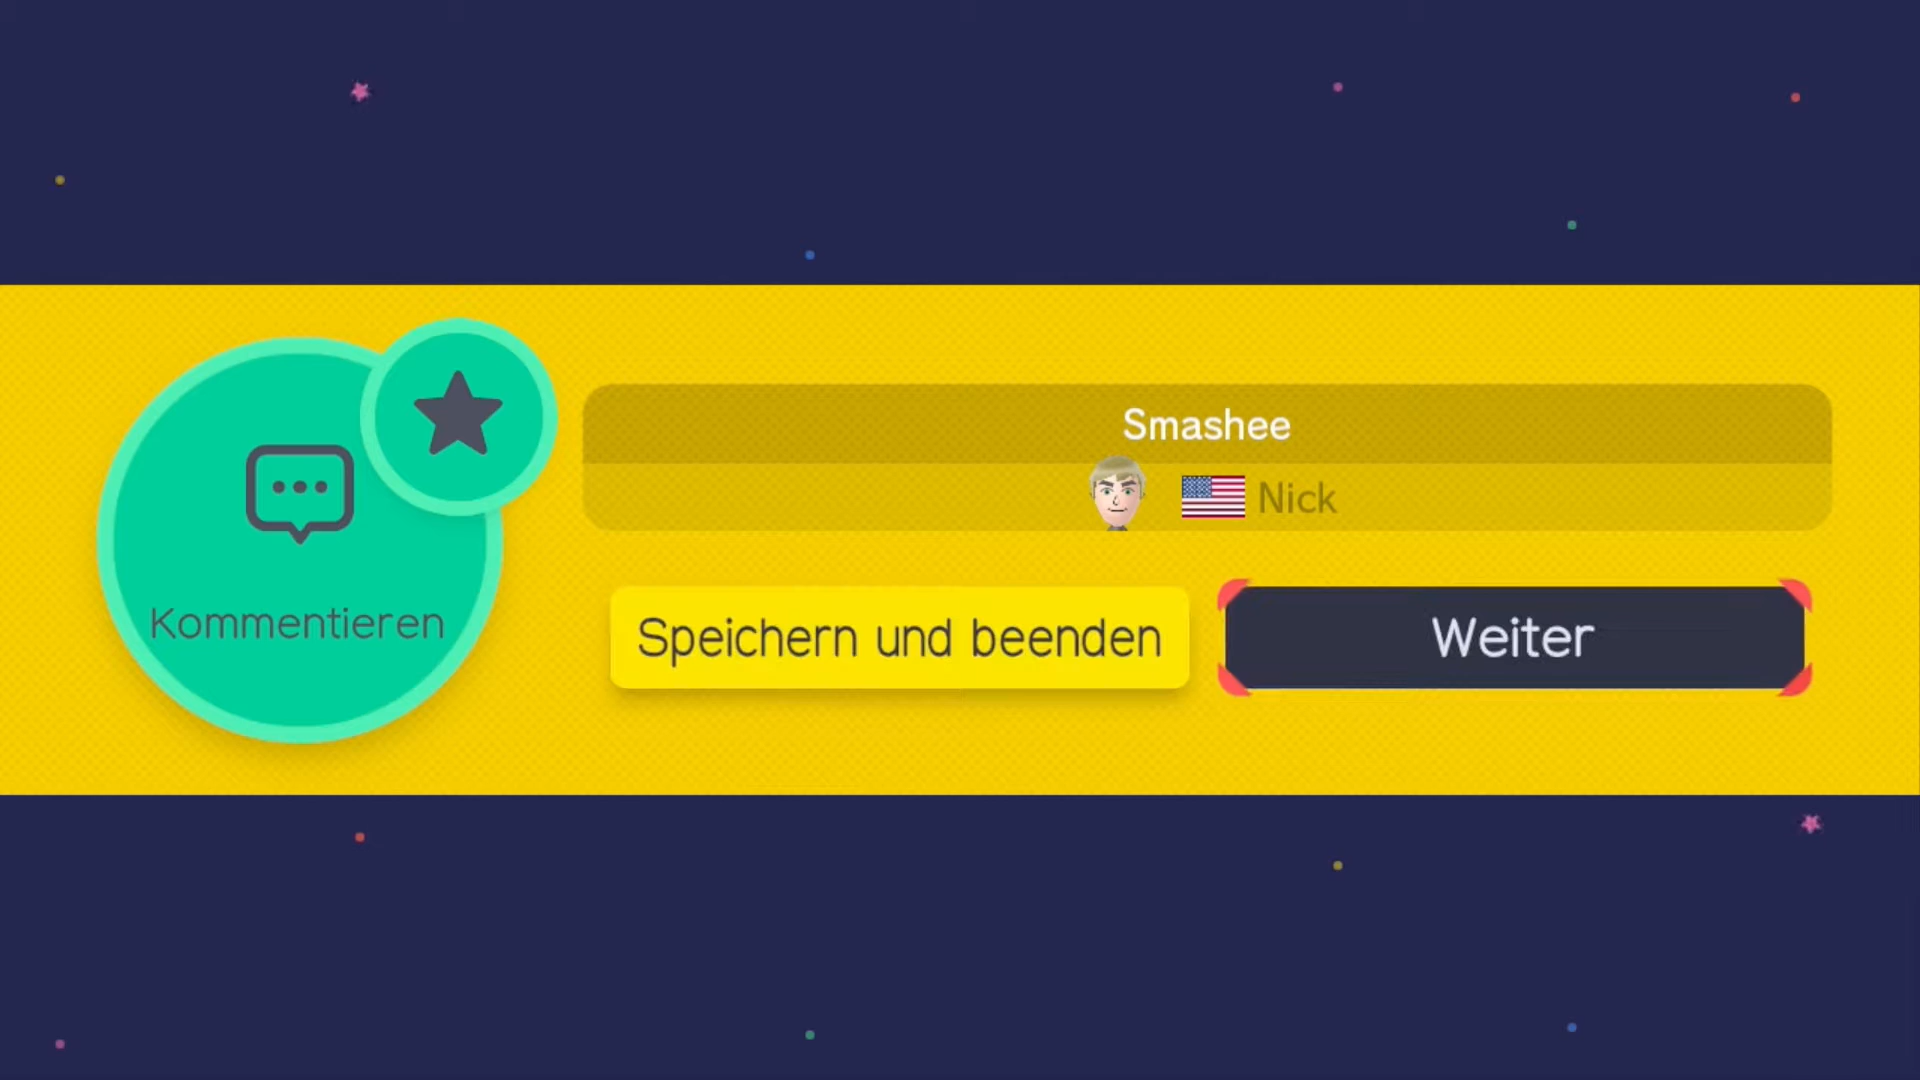 Smashee
Nick
Kommentieren
Speichern und beenden
Weiter